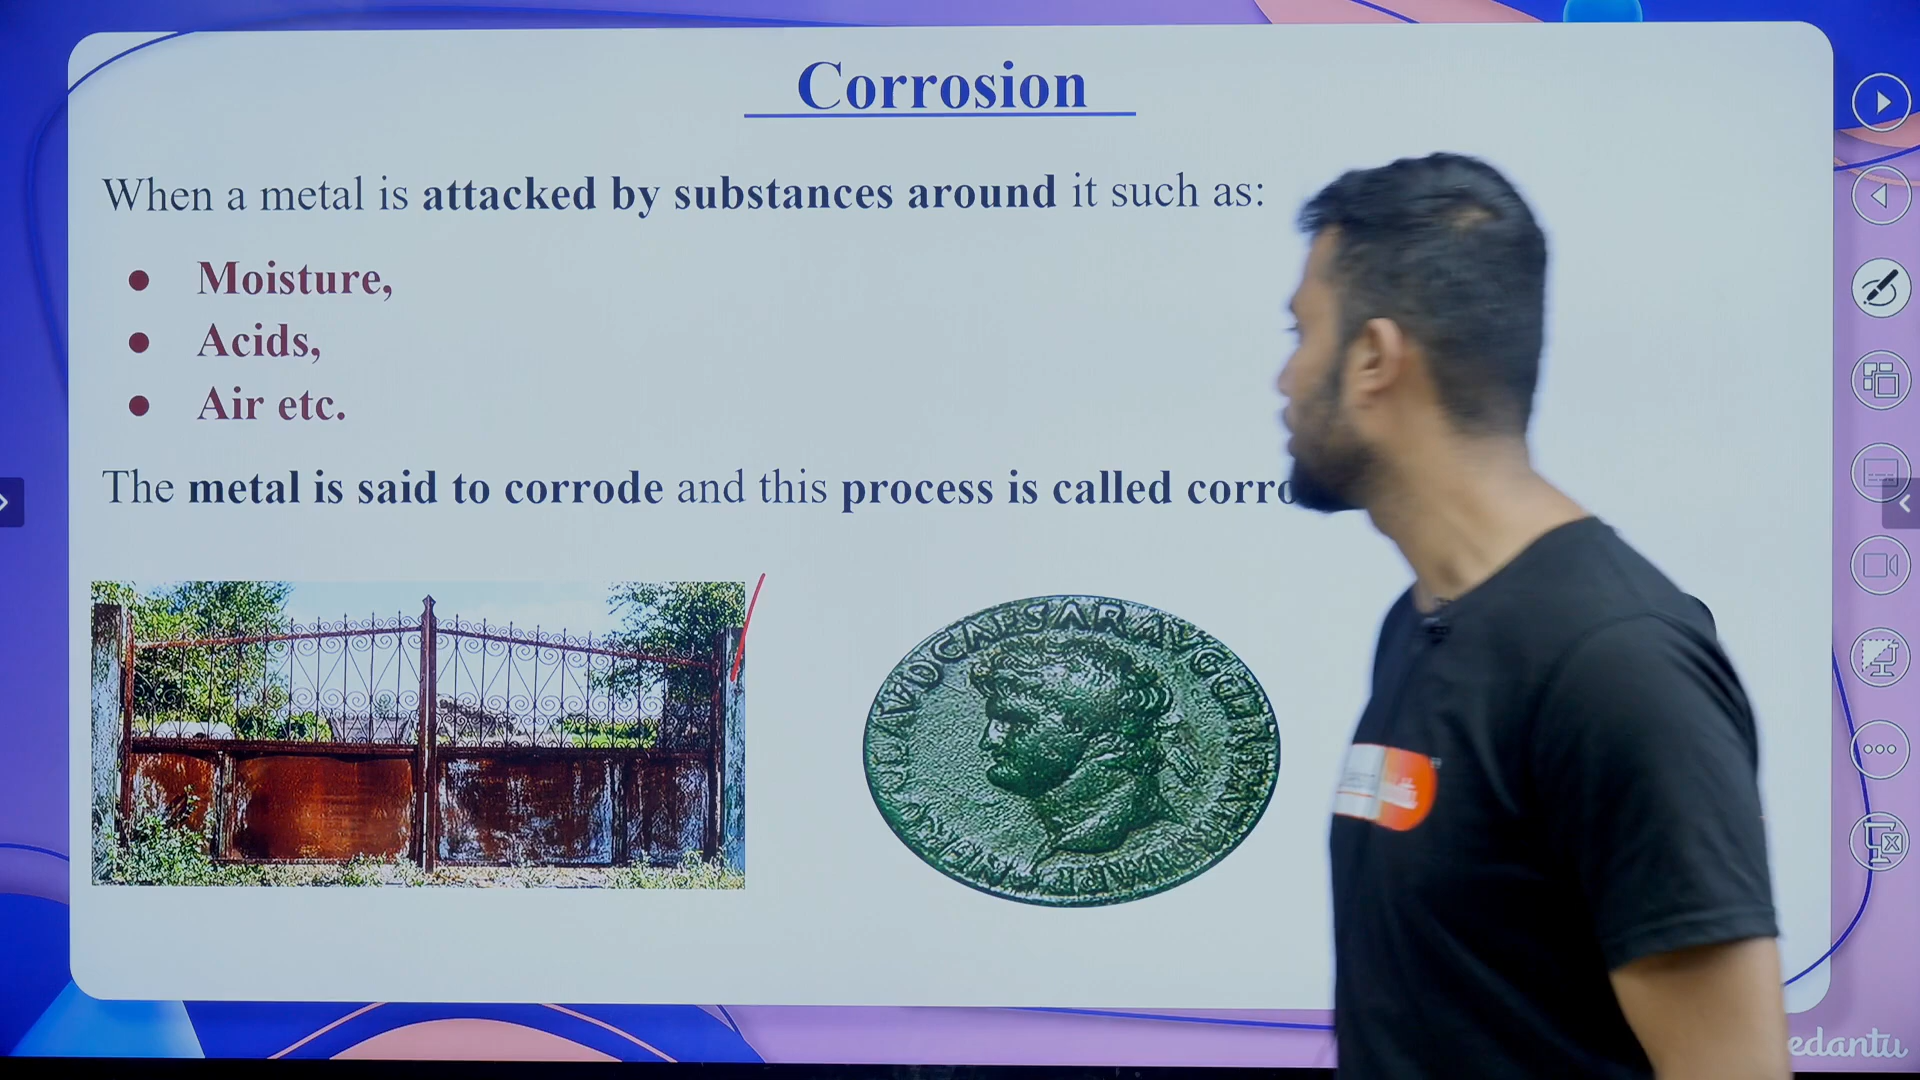 Corrosion
When a metal is attacked by substances around it such as:
● Moisture,
● Acids,
● Air etc.
The metal is said to corrode and this process is called corro
CAESAR
edantu